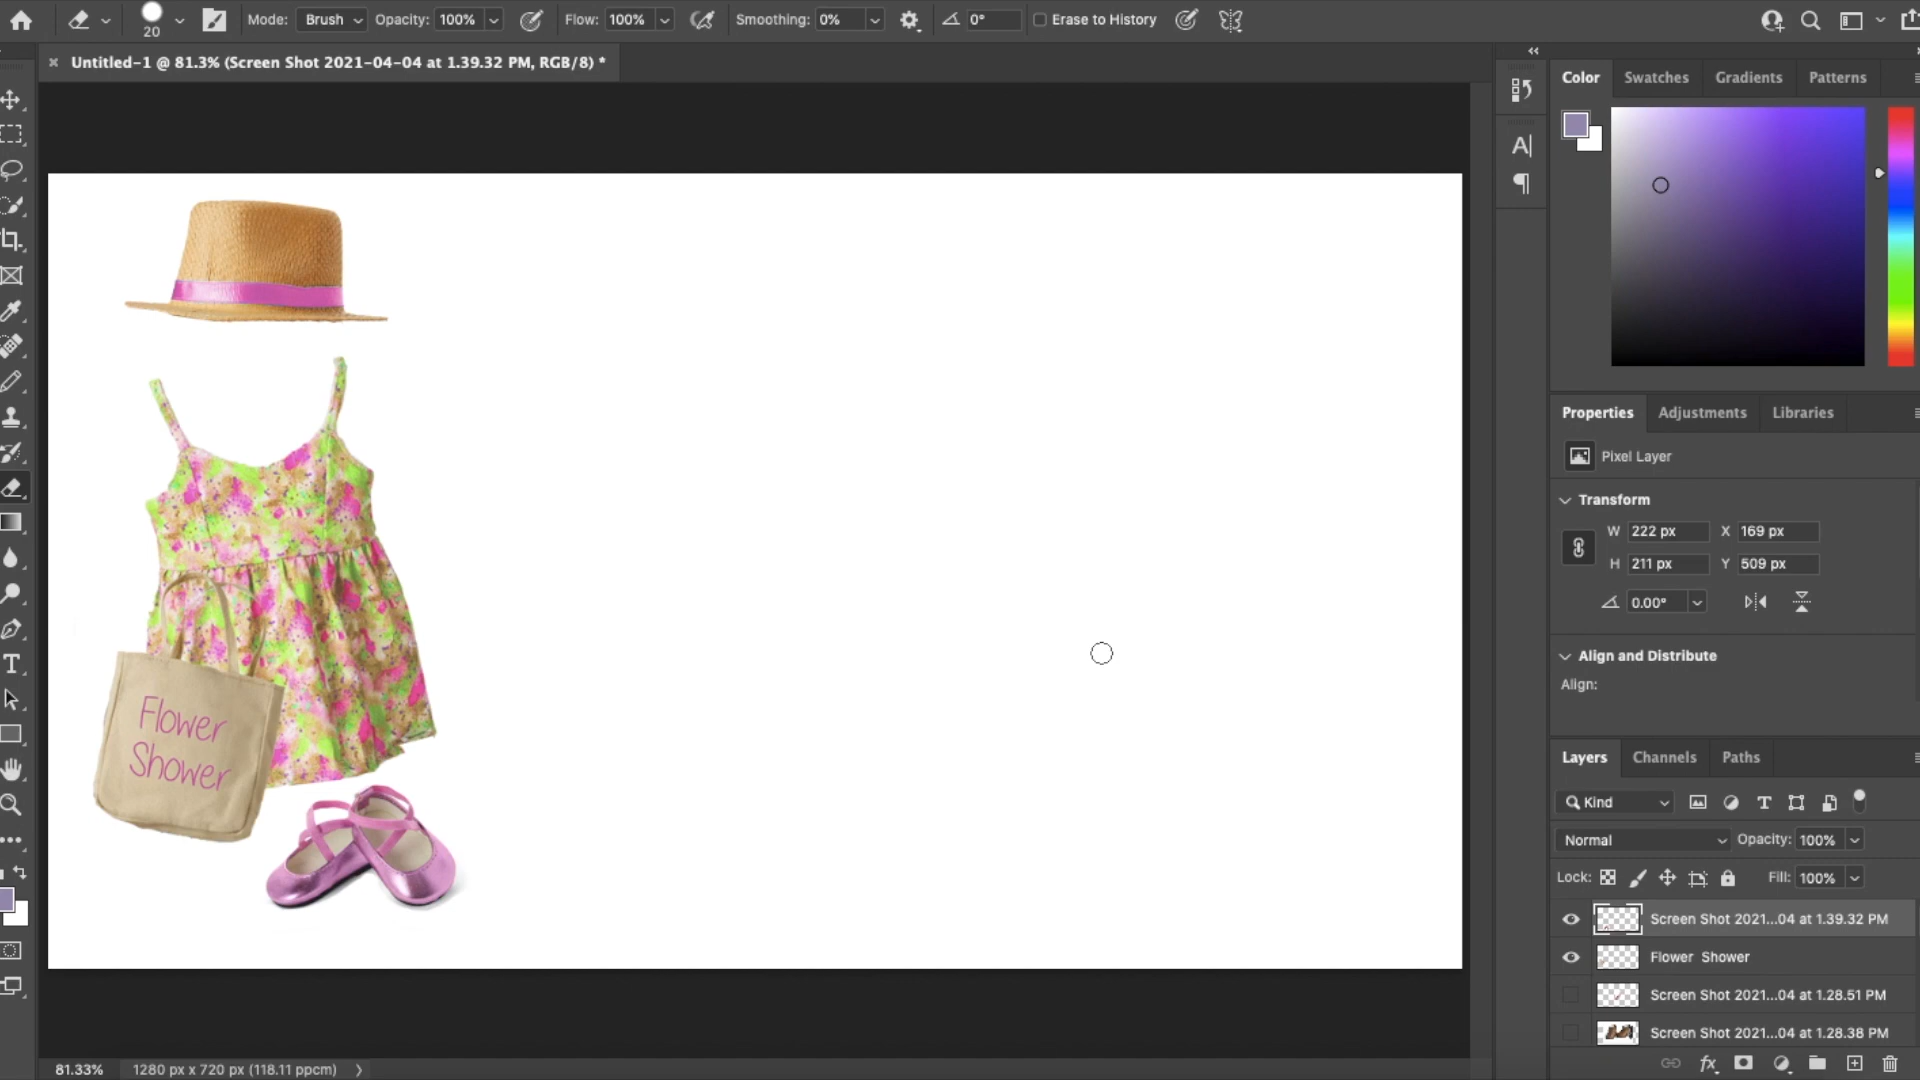 20
Mode: Brush Opacity: 100% Flow: 100% Smoothing: 0% 0° Erase to History
Untitled-1 @ 81.3% (Screen Shot 2021-04-04 at 1.39.32 PM, RGB/8) *
Color Swatches Gradients Patterns
Flower
Shower
Properties Adjustments Libraries
Pixel Layer
Transform
W 222 px X 169 px
H 211 px Y 509 px
0.00°
Align and Distribute
Align:
Layers Channels Paths
Kind
Normal Opacity: 100%
Lock: Fill: 100%
Screen Shot 2021...04 at 1.39.32 PM
Flower Shower
Screen Shot 2021...04 at 1.28.51 PM
Screen Shot 2021...04 at 1.28.38 PM
81.33% 1280 px x 720 px (118.11 ppcm)